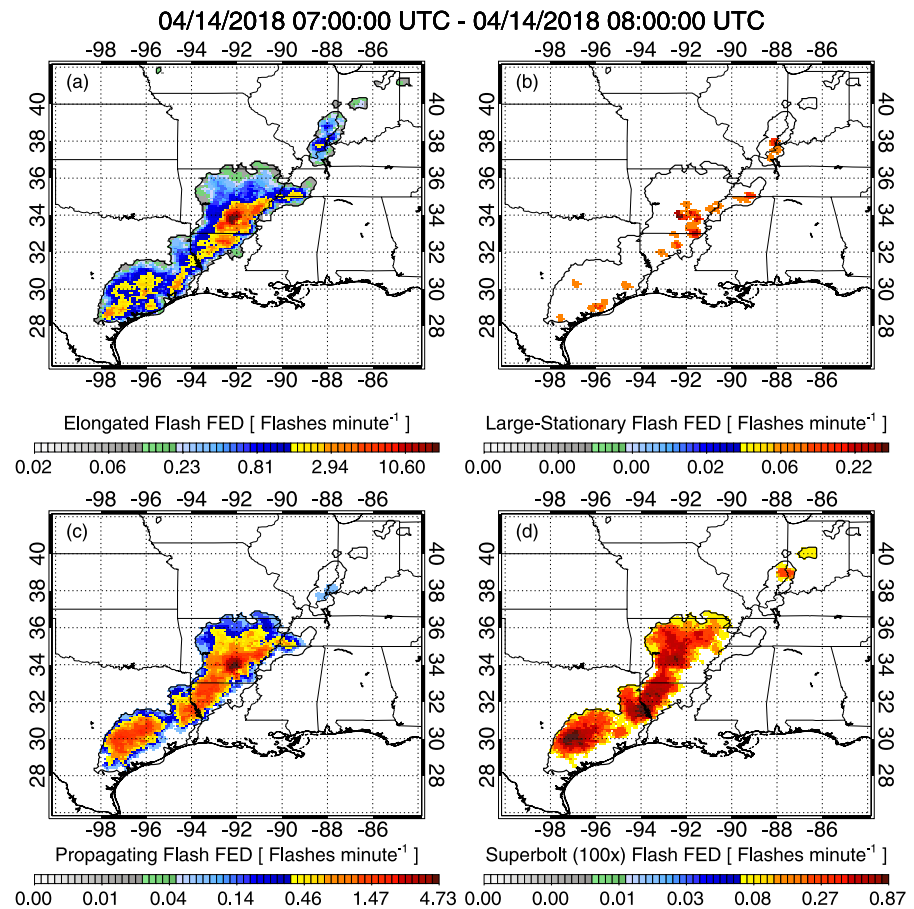 04/14/2018 07:00:00 UTC - 04/14/2018 08:00:00 UTC
-98 -96 -94 -92 -90 -88 -86
-98 -96 -94 -92 -90 -88 -86
(a)
(b)
40 38 36 34 32 30 28
40 38 36 34 32 30 28
40 38 36 34 32 30 28
40 38 36 34 32 30 28
-98 -96 -94 -92 -90 -88 -86
-98 -96 -94 -92 -90 -88 -86
Elongated Flash FED [ Flashes minute⁻¹ ]
0.02 0.06 0.23 0.81 2.94 10.60
Large-Stationary Flash FED [ Flashes minute⁻¹ ]
0.00 0.00 0.00 0.02 0.06 0.22
-98 -96 -94 -92 -90 -88 -86
-98 -96 -94 -92 -90 -88 -86
(c)
(d)
40 38 36 34 32 30 28
40 38 36 34 32 30 28
40 38 36 34 32 30 28
40 38 36 34 32 30 28
-98 -96 -94 -92 -90 -88 -86
-98 -96 -94 -92 -90 -88 -86
Propagating Flash FED [ Flashes minute⁻¹ ]
0.00 0.01 0.04 0.14 0.46 1.47 4.73
Superbolt (100x) Flash FED [ Flashes minute⁻¹ ]
0.00 0.00 0.01 0.03 0.08 0.27 0.87